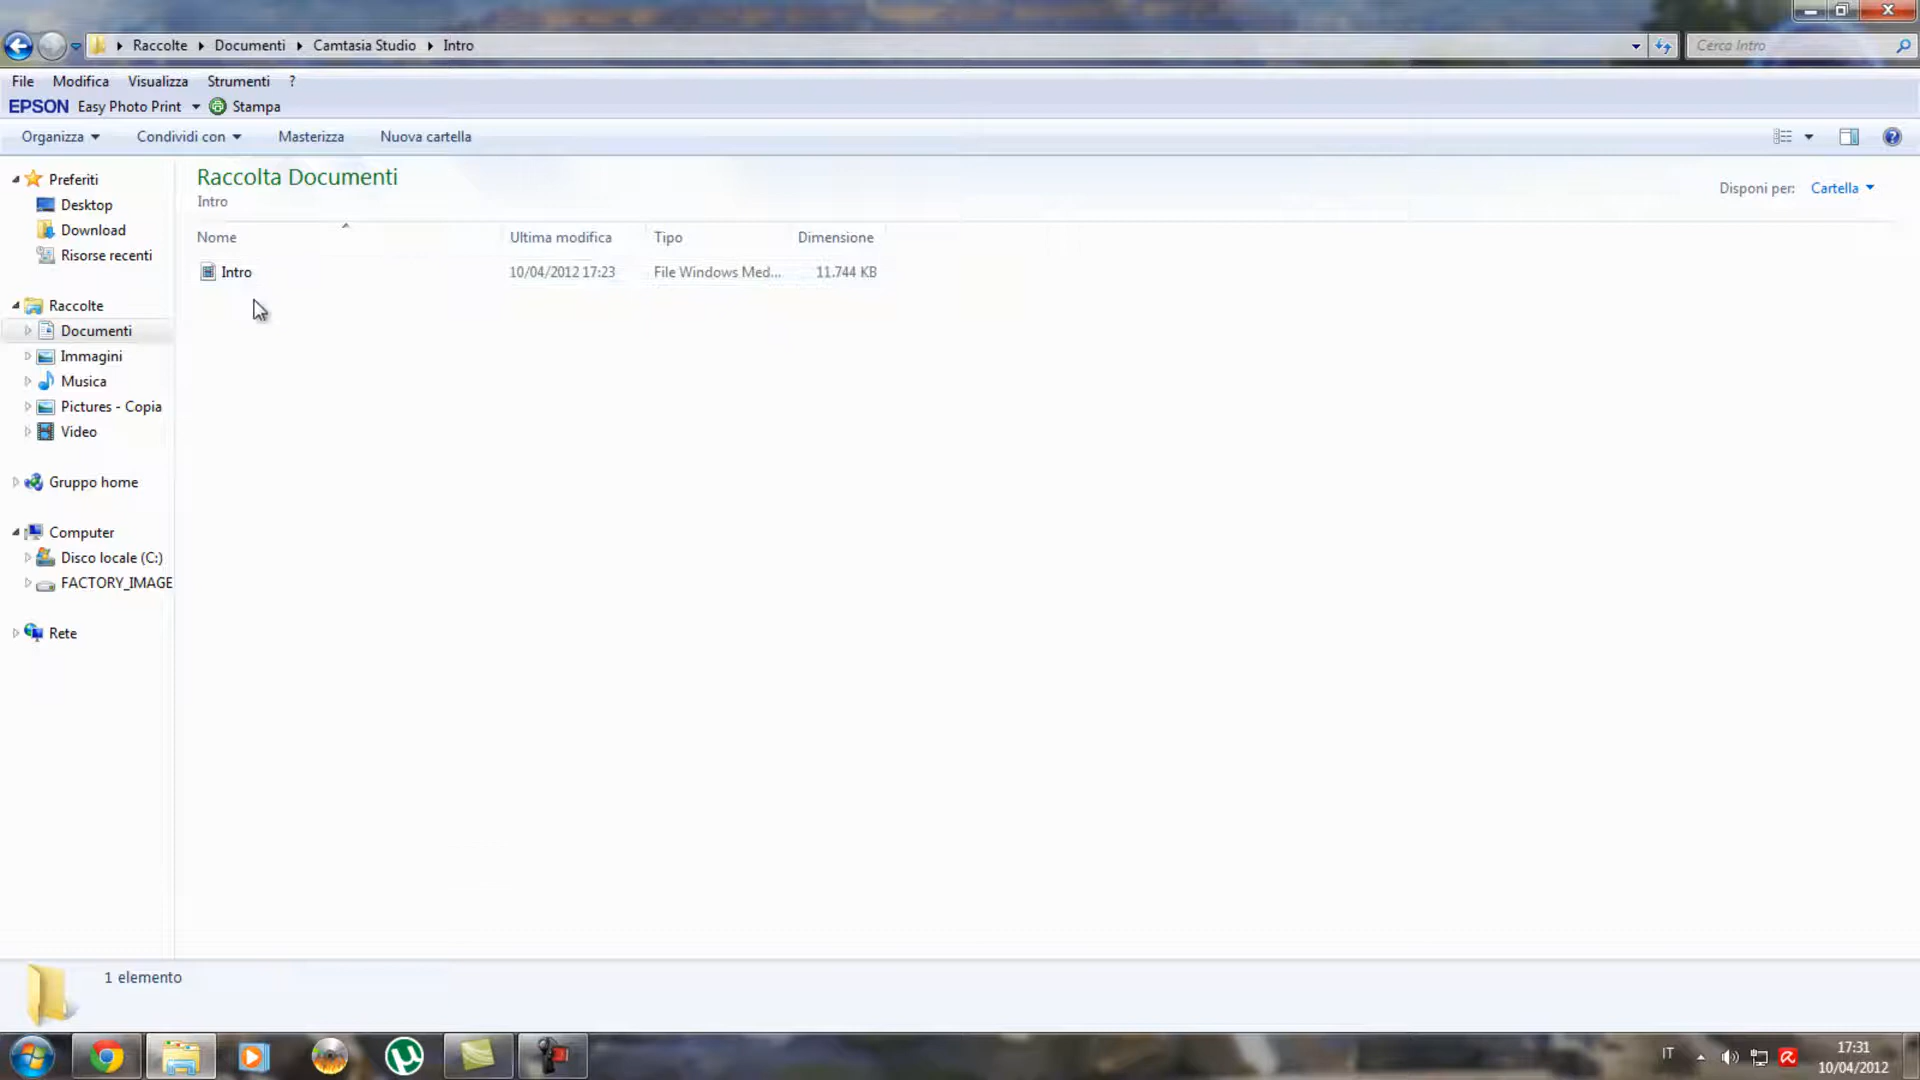 Raccolte Documenti Camtasia Studio Intro Cerca Intro
File Modifica Visualizza Strumenti ?
EPSON Easy Photo Print Stampa
Organizza Condividi con Masterizza Nuova cartella
Preferiti
Desktop
Download
Risorse recenti
Raccolte
Documenti
Immagini
Musica
Pictures - Copia
Video
Gruppo home
Computer
Disco locale (C:)
FACTORY_IMAGE
Rete
Raccolta Documenti
Intro
Disponi per: Cartella
Nome Ultima modifica Tipo Dimensione
Intro 10/04/2012 17:23 File Windows Med... 11.744 KB
1 elemento
IT 17:31
10/04/2012